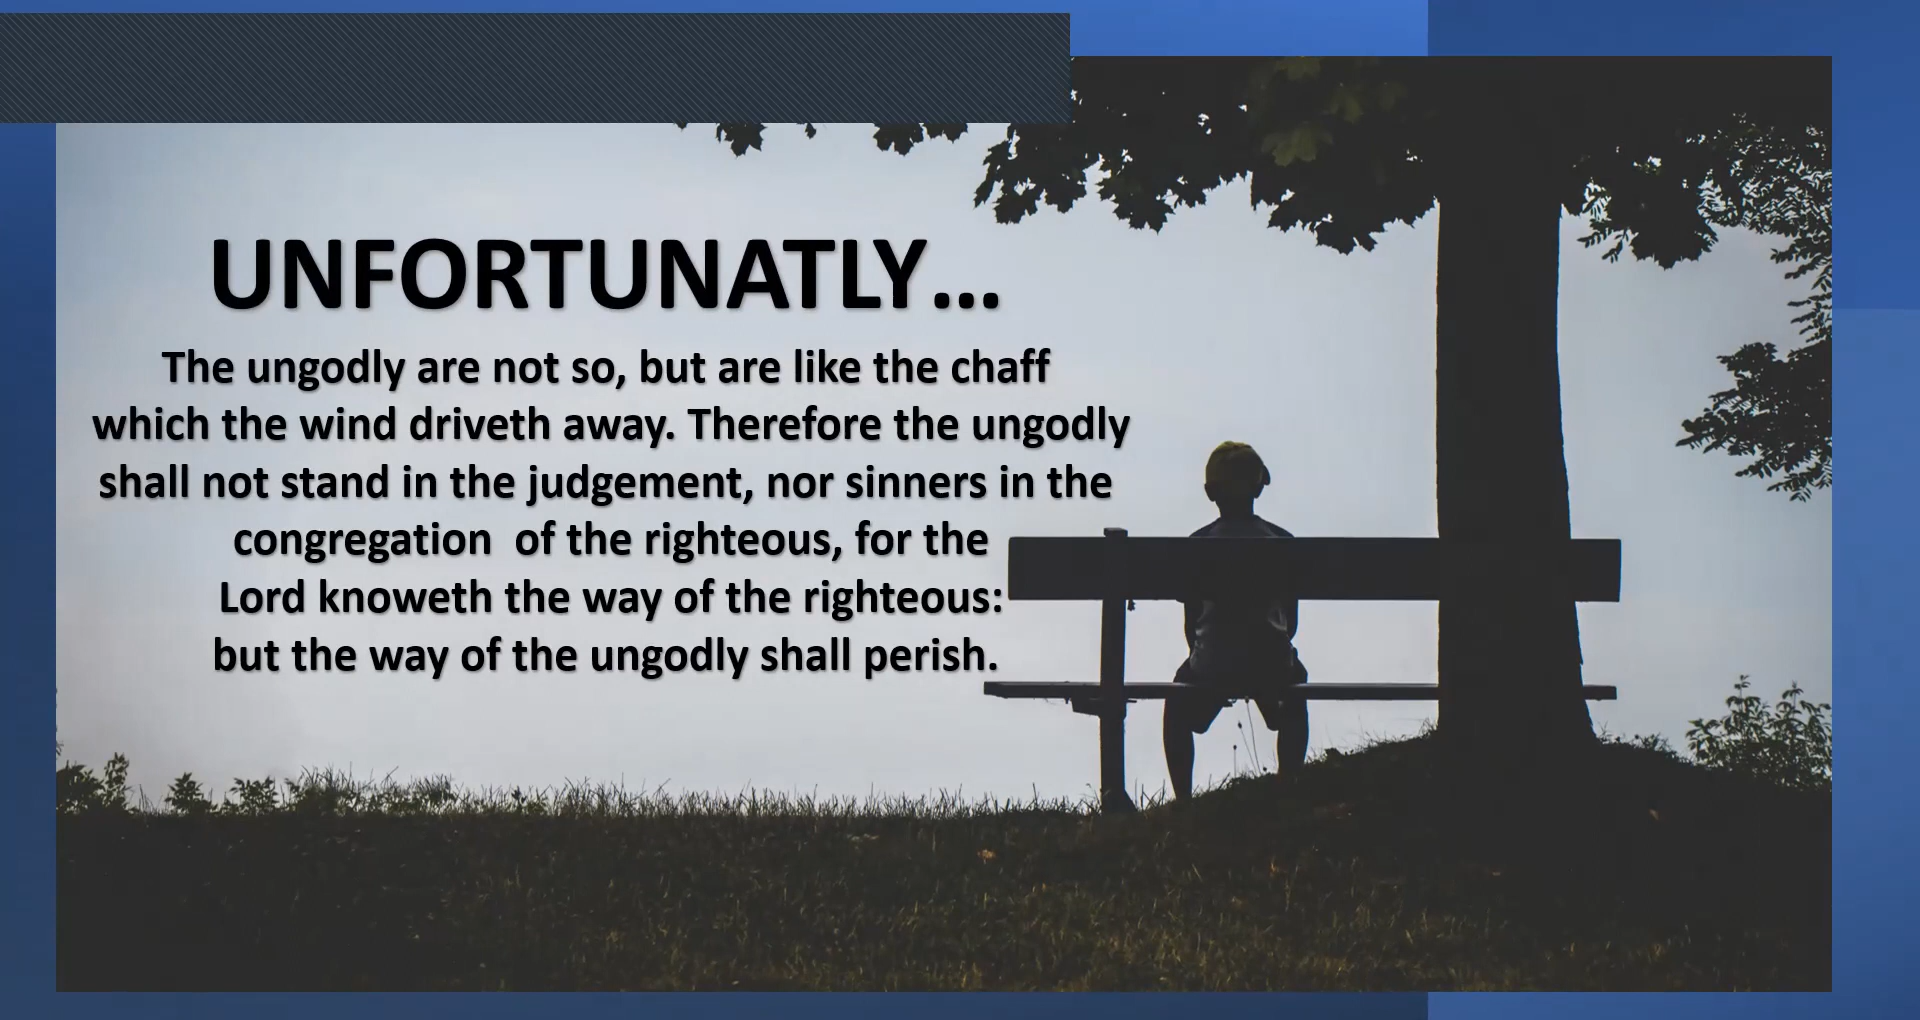 UNFORTUNATLY...
The ungodly are not so, but are like the chaff
which the wind driveth away. Therefore the ungodly
shall not stand in the judgement, nor sinners in the
congregation  of the righteous, for the
Lord knoweth the way of the righteous:
but the way of the ungodly shall perish.